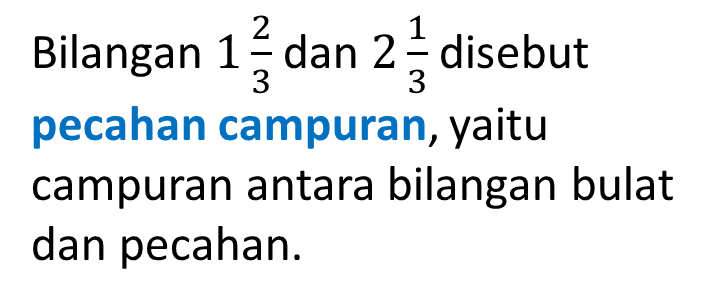 Bilangan 1 2/3 dan 2 1/3 disebut
pecahan campuran, yaitu
campuran antara bilangan bulat
dan pecahan.